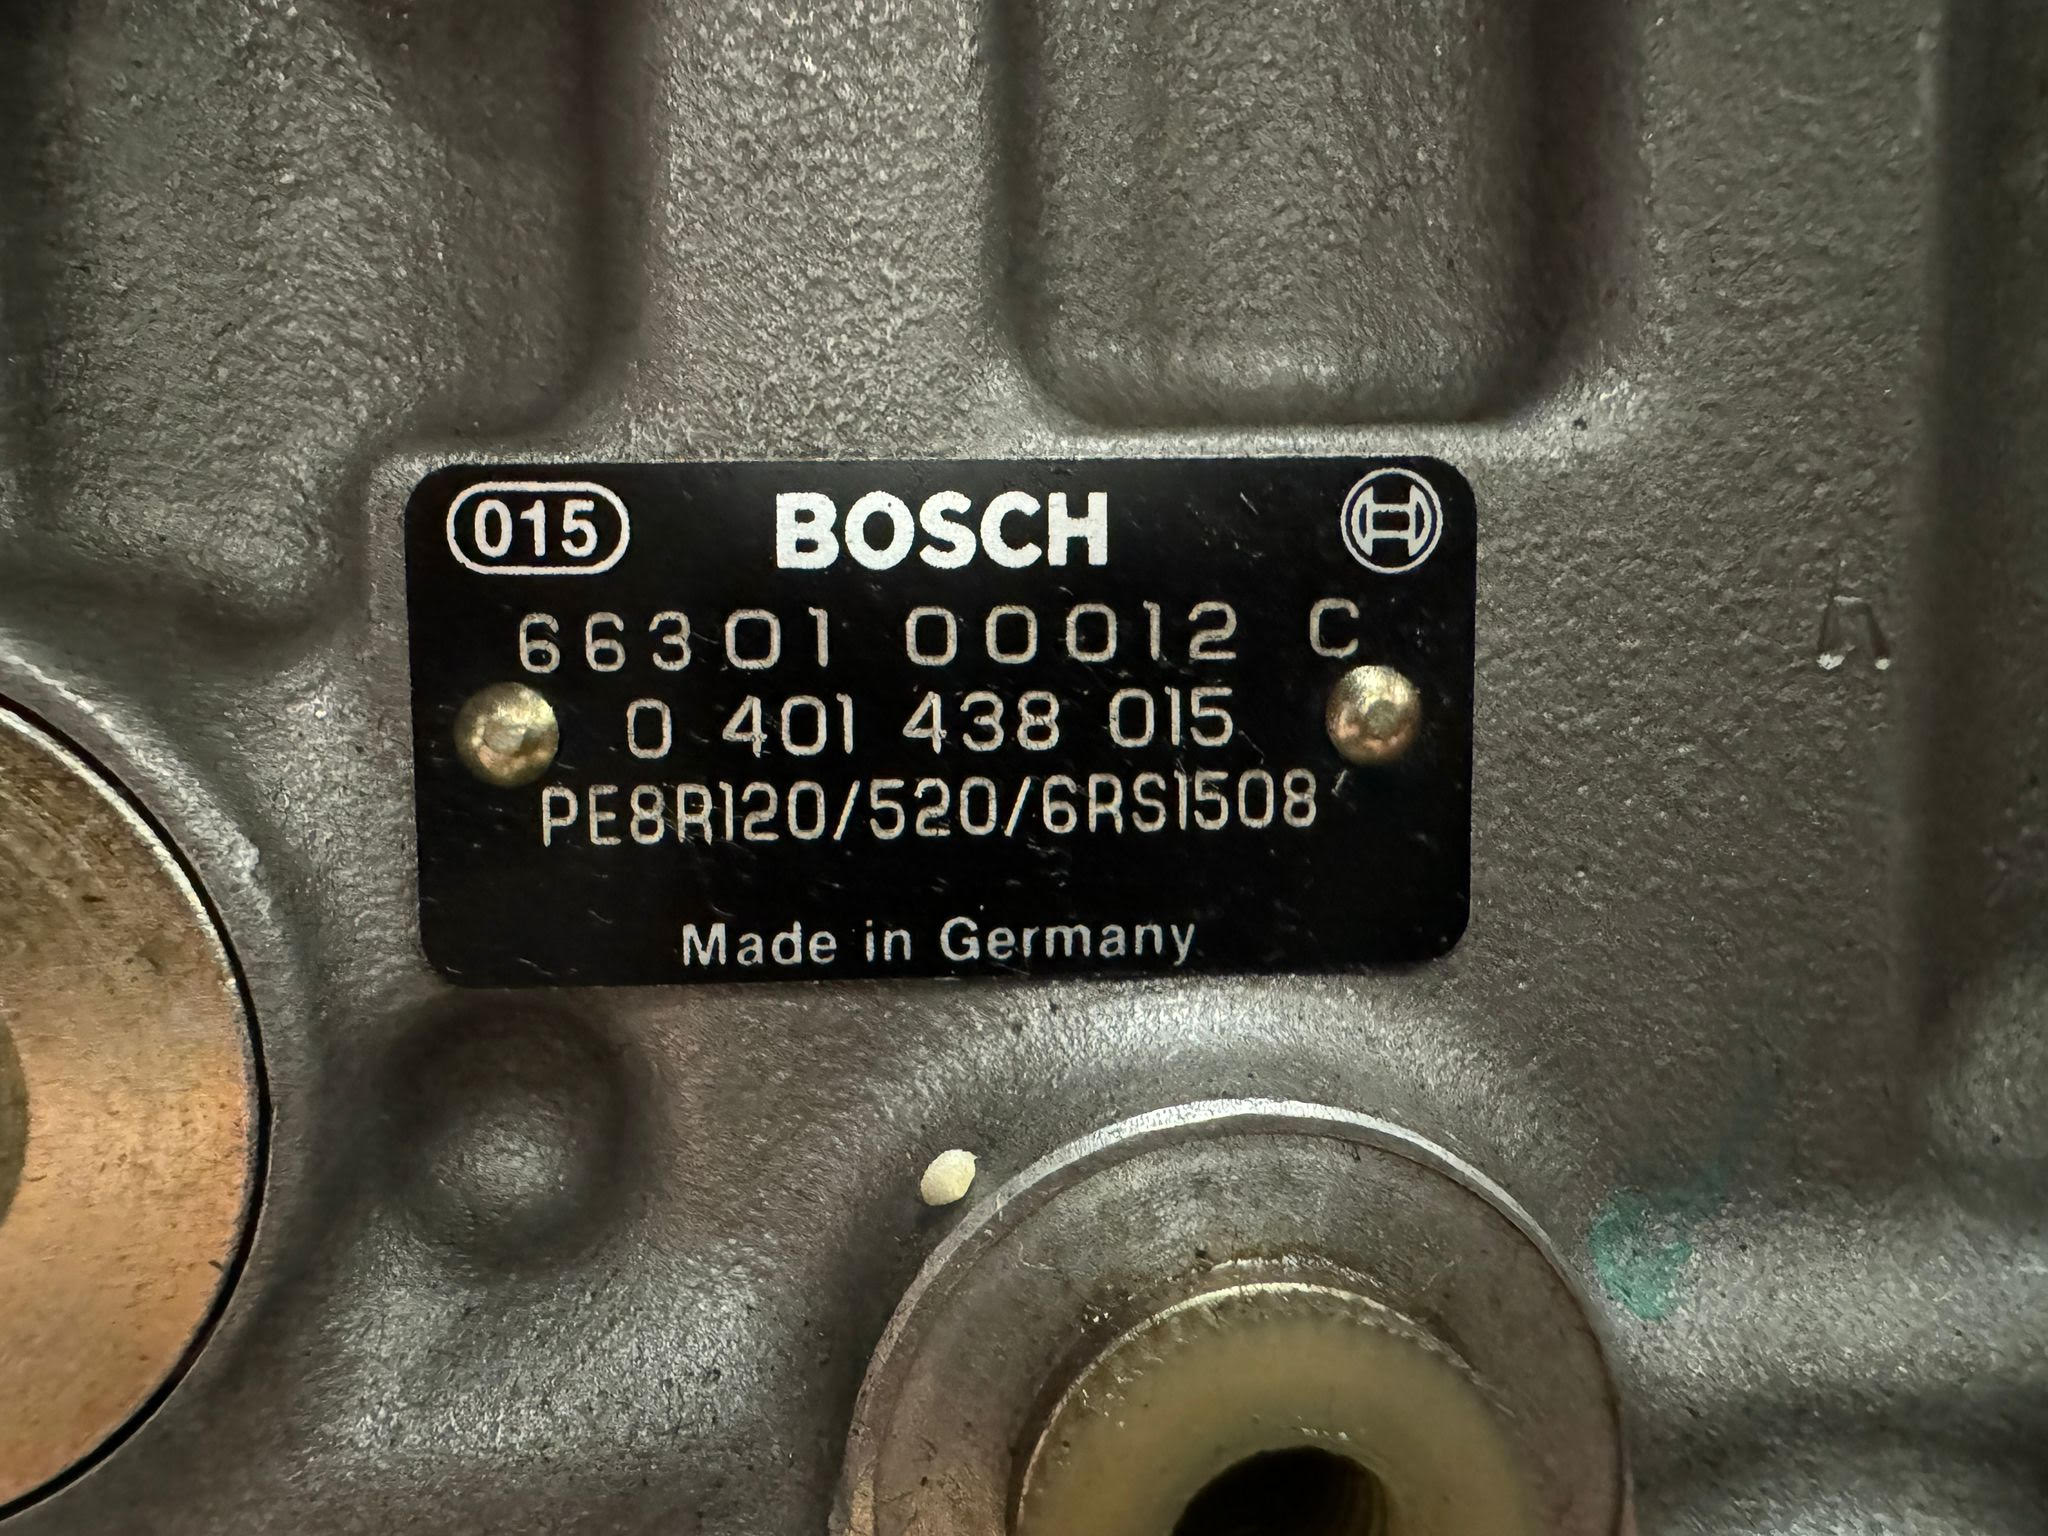 015 BOSCH
66301 00012 C
0 401 438 015
PE8R120/520/6RS1508
Made in Germany